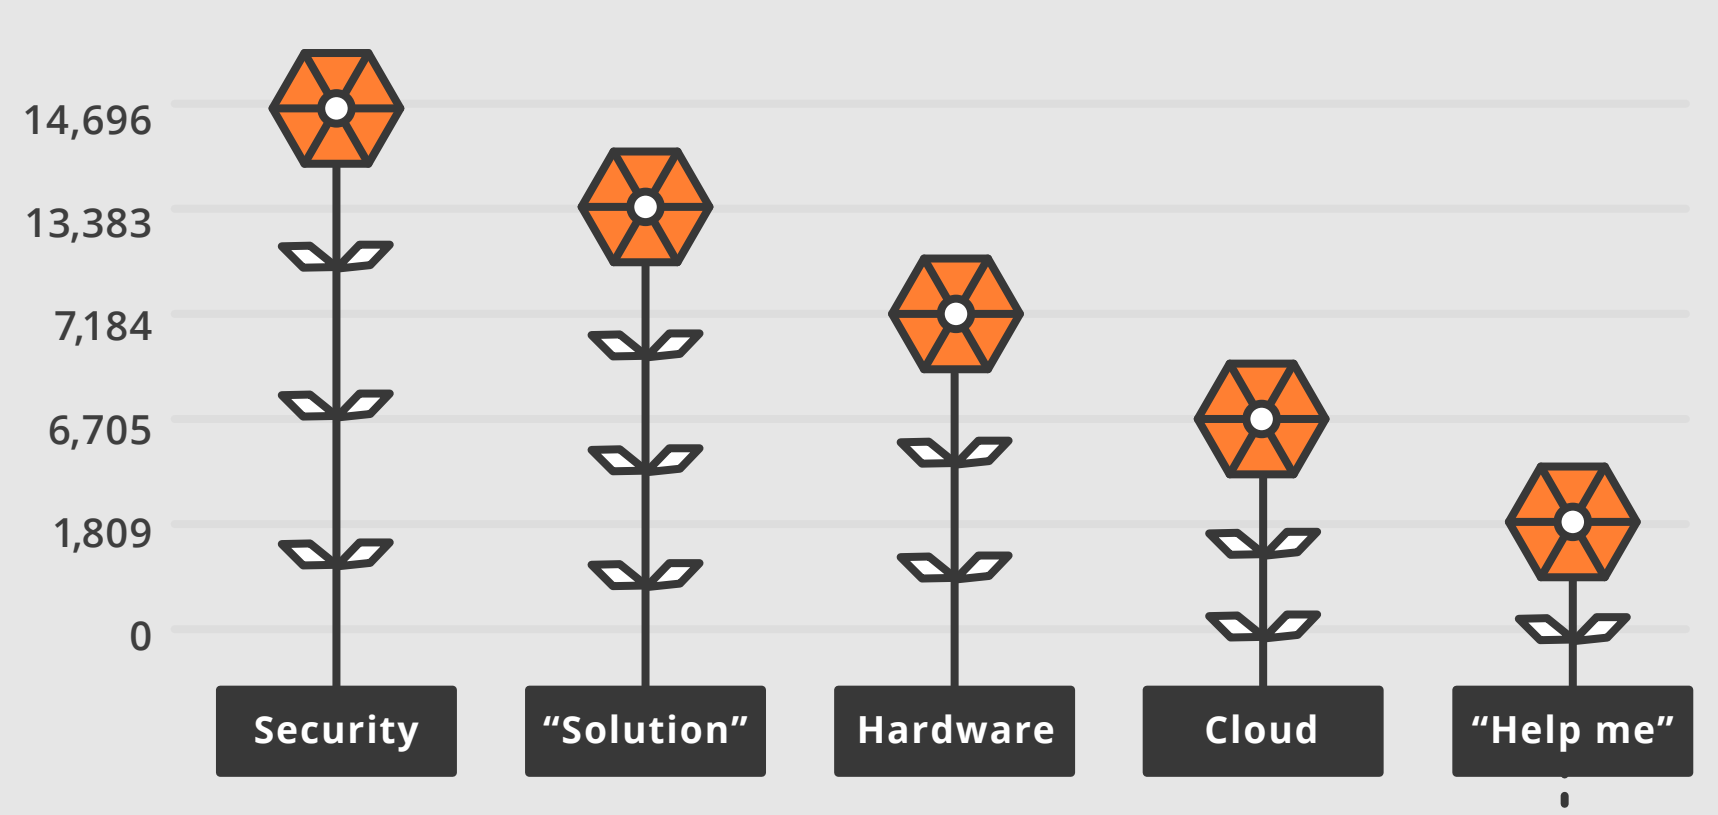 14,696
13,383
7,184
6,705
1,809
0
Security
“Solution”
Hardware
Cloud
“Help me”